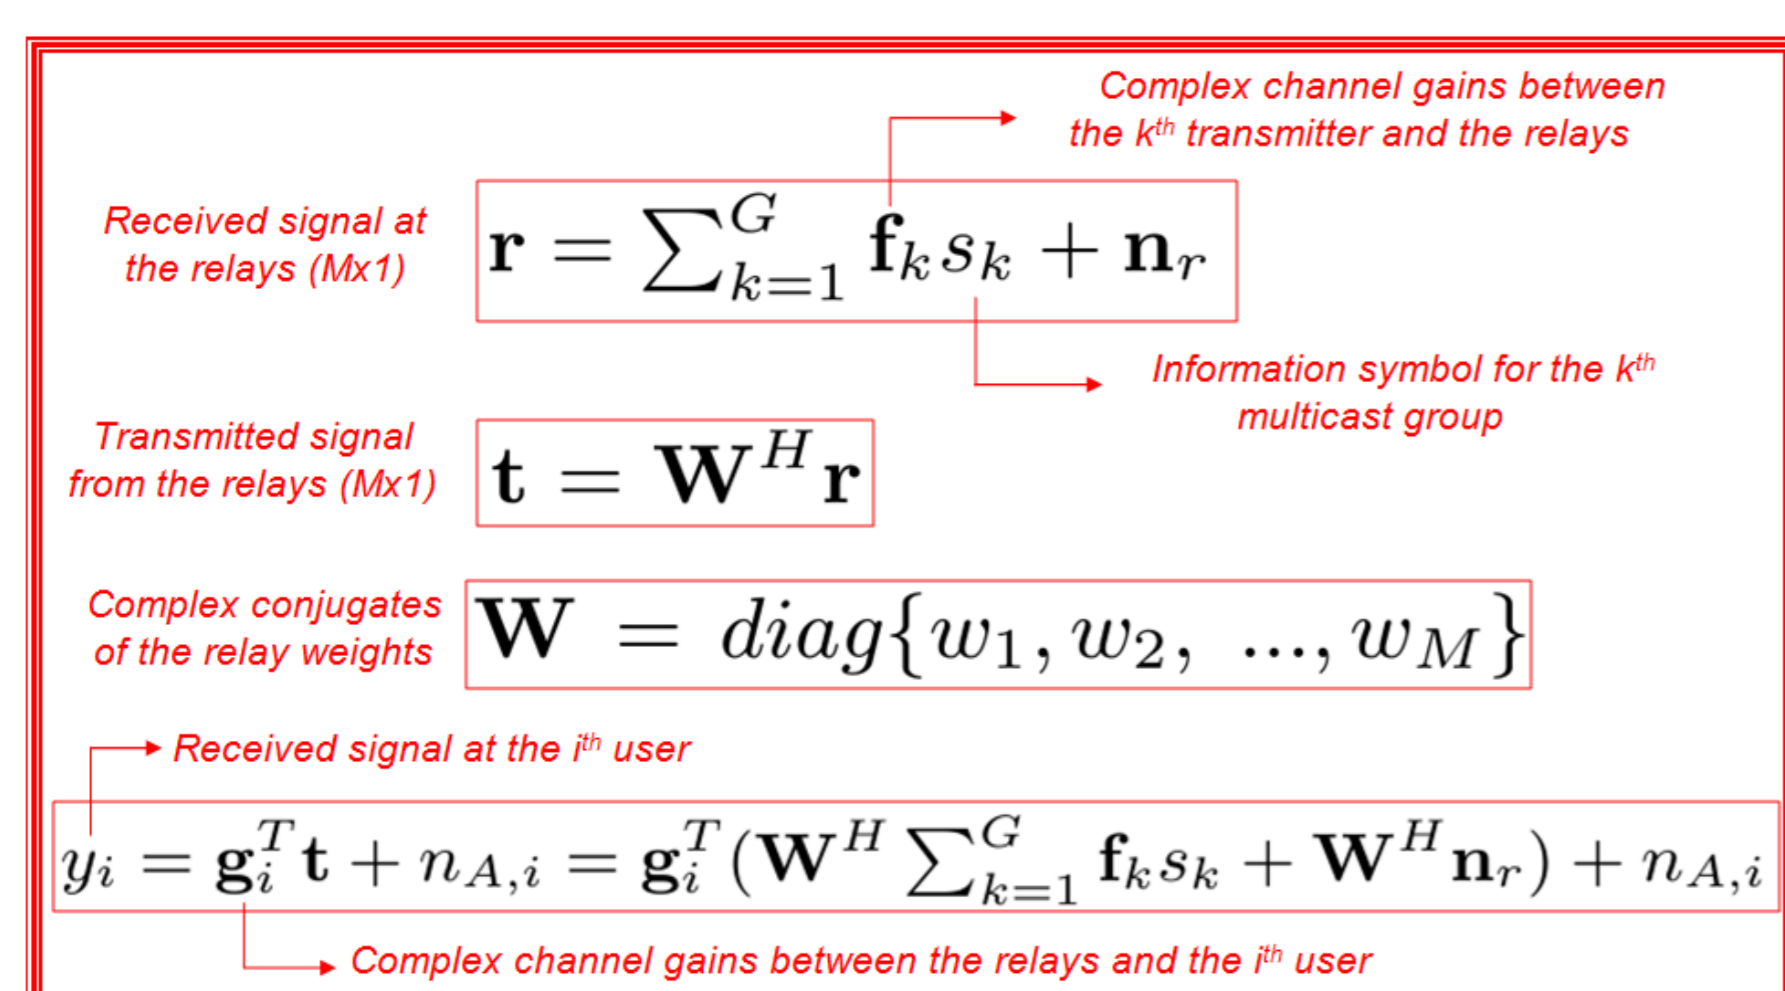 Complex channel gains between
the kᵗʰ transmitter and the relays
Received signal at
the relays (Mx1)
𝐫 = ∑_{k=1}^{G} 𝐟_k s_k + 𝐧_r
Information symbol for the kᵗʰ
multicast group
Transmitted signal
from the relays (Mx1)
𝐭 = 𝐖^H 𝐫
Complex conjugates
of the relay weights
𝐖 = diag{w_1, w_2, ..., w_M}
Received signal at the iᵗʰ user
y_i = 𝐠_i^T 𝐭 + n_{A,i} = 𝐠_i^T (𝐖^H ∑_{k=1}^{G} 𝐟_k s_k + 𝐖^H 𝐧_r) + n_{A,i}
Complex channel gains between the relays and the iᵗʰ user